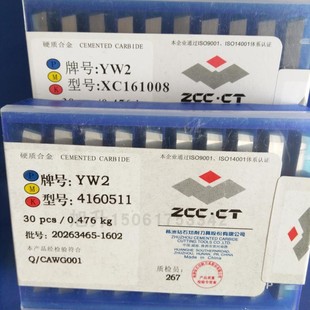 硬质合金 CEMENTED CARBIDE
本企业通过ISO9001、ISO14001体系认证
P
M
K
牌号:YW2
型号:XC161008
ZCC·CT
硬质合金 CEMENTED CARBIDE
本企业通过ISO9001、ISO14001体系认证
P
M
K
牌号:YW2
型号:4160511
30 pcs / 0.476 kg
批号: 20263465-1602
本产品经检验符合
Q/CAWG001
ZCC·CT
株洲钻石切削刀具股份有限公司
ZHUZHOU CEMENTED CARBIDE
CUTTING TOOLS CO.,LTD
质检员:
267